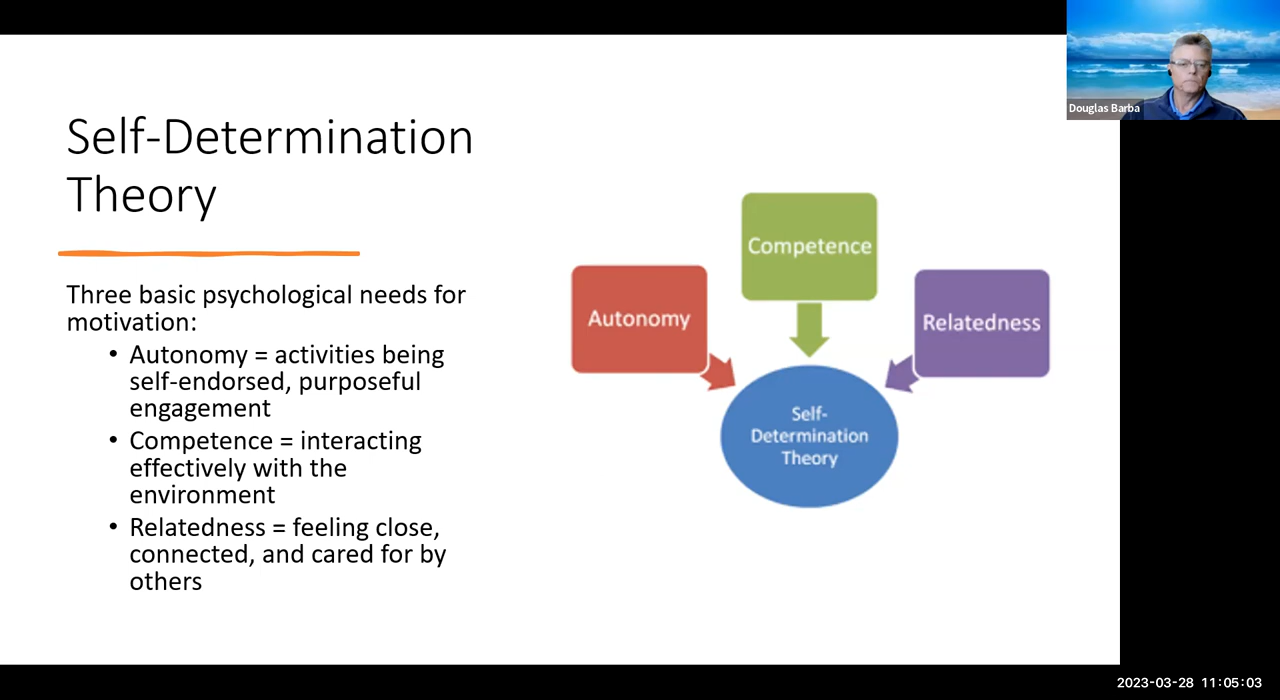 Douglas Barba
Self-Determination
Theory
Three basic psychological needs for
motivation:
• Autonomy = activities being
self-endorsed, purposeful
engagement
• Competence = interacting
effectively with the
environment
• Relatedness = feeling close,
connected, and cared for by
others
Competence
Autonomy
Relatedness
Self-
Determination
Theory
2023-03-28 11:05:03